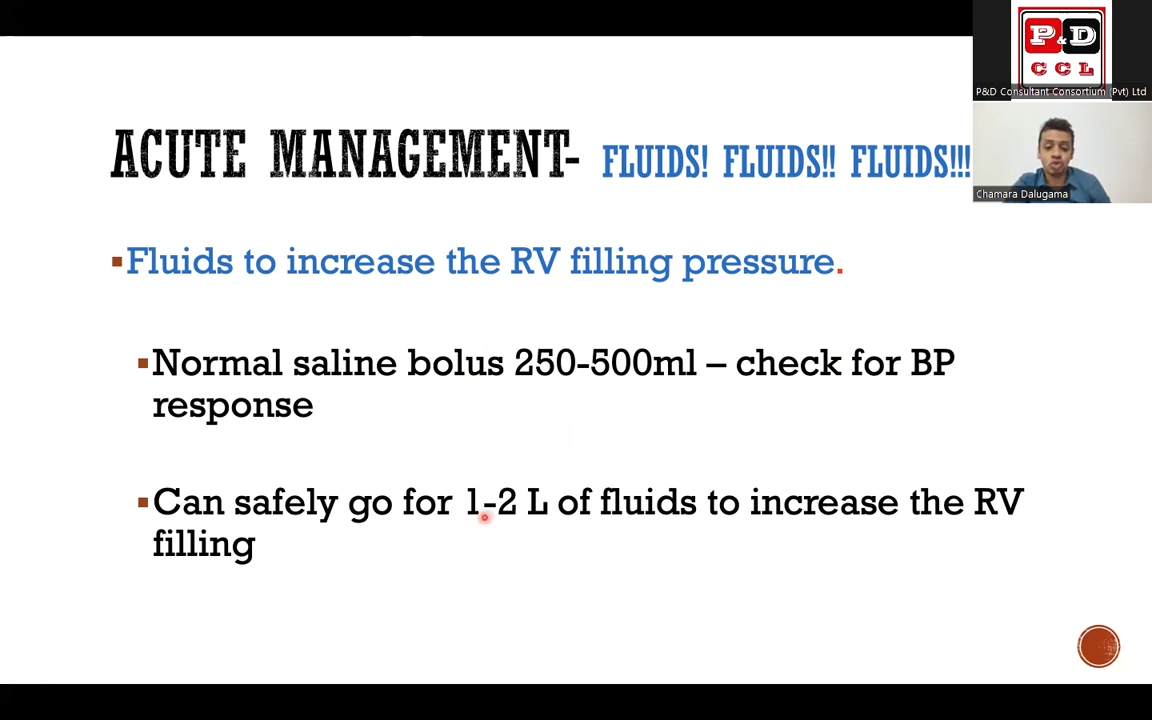 P&D
CCL
P&D Consultant Consortium (Pvt) Ltd
ACUTE MANAGEMENT- FLUIDS! FLUIDS!! FLUIDS!!!
Chamara Dalugama
Fluids to increase the RV filling pressure.
Normal saline bolus 250-500ml – check for BP
response
Can safely go for 1-2 L of fluids to increase the RV
filling